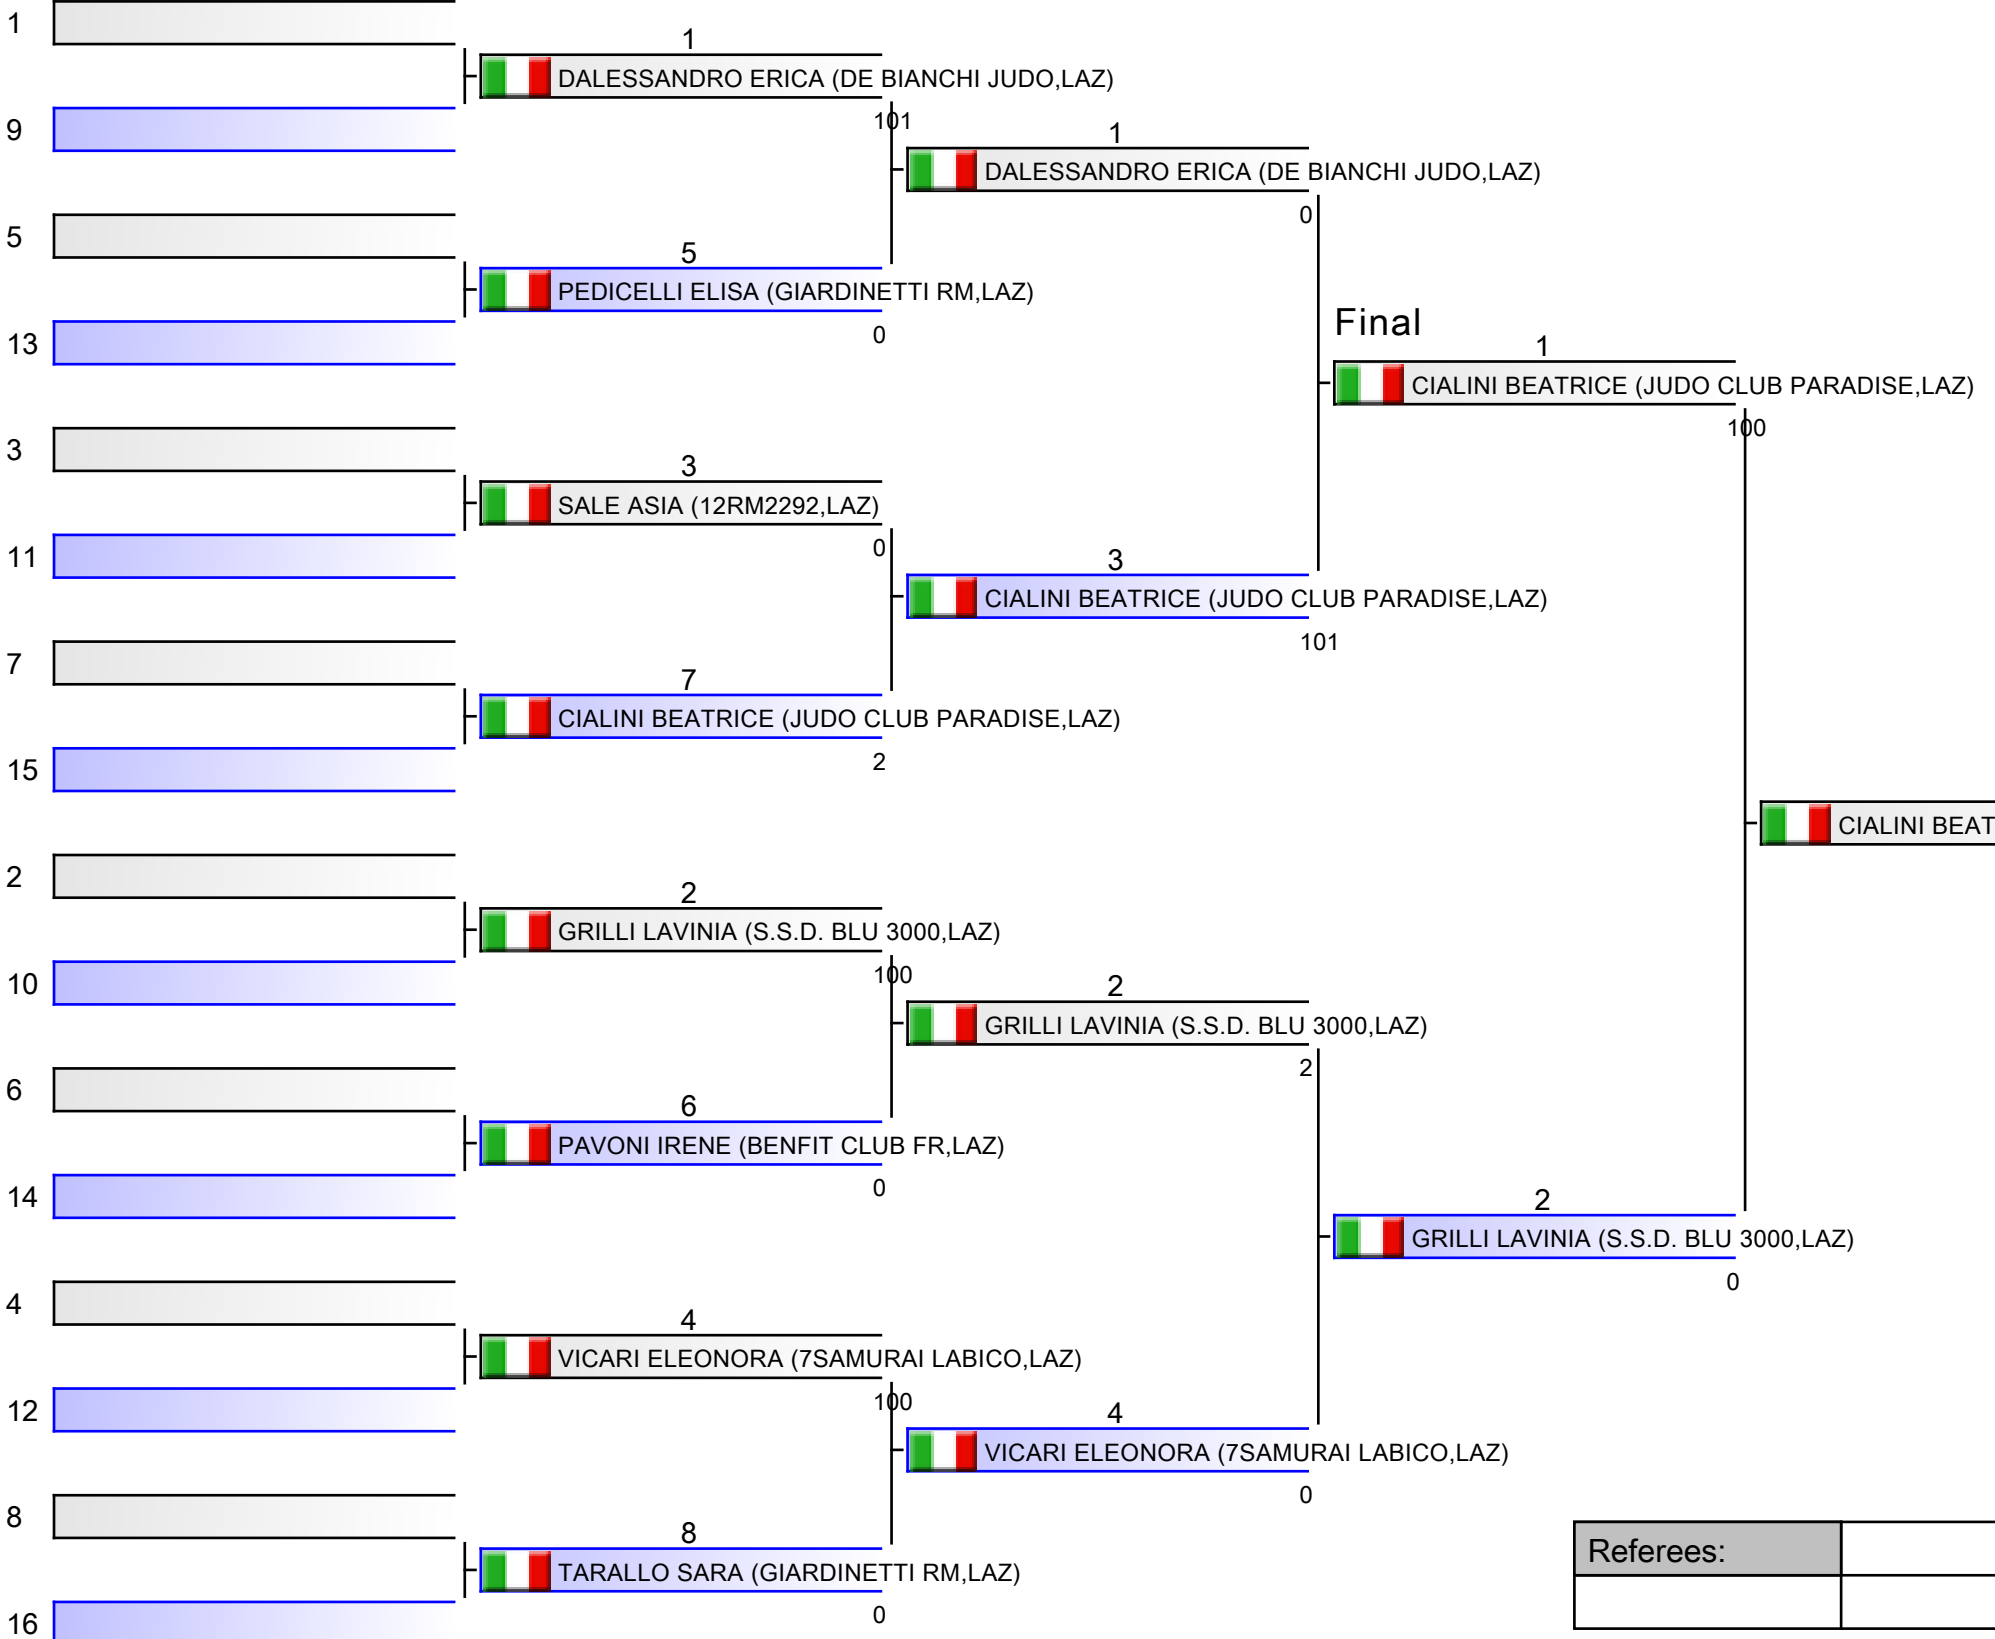 1
1
DALESSANDRO ERICA (DE BIANCHI JUDO,LAZ)
101
9
1
DALESSANDRO ERICA (DE BIANCHI JUDO,LAZ)
0
5
5
PEDICELLI ELISA (GIARDINETTI RM,LAZ)
0
13
Final
1
CIALINI BEATRICE (JUDO CLUB PARADISE,LAZ)
100
3
3
SALE ASIA (12RM2292,LAZ)
0
11
3
CIALINI BEATRICE (JUDO CLUB PARADISE,LAZ)
101
7
7
CIALINI BEATRICE (JUDO CLUB PARADISE,LAZ)
2
15
CIALINI BEAT
2
2
GRILLI LAVINIA (S.S.D. BLU 3000,LAZ)
100
10
2
GRILLI LAVINIA (S.S.D. BLU 3000,LAZ)
2
6
6
PAVONI IRENE (BENFIT CLUB FR,LAZ)
0
14
2
GRILLI LAVINIA (S.S.D. BLU 3000,LAZ)
0
4
4
VICARI ELEONORA (7SAMURAI LABICO,LAZ)
100
12
4
VICARI ELEONORA (7SAMURAI LABICO,LAZ)
0
8
8
TARALLO SARA (GIARDINETTI RM,LAZ)
0
16
Referees: